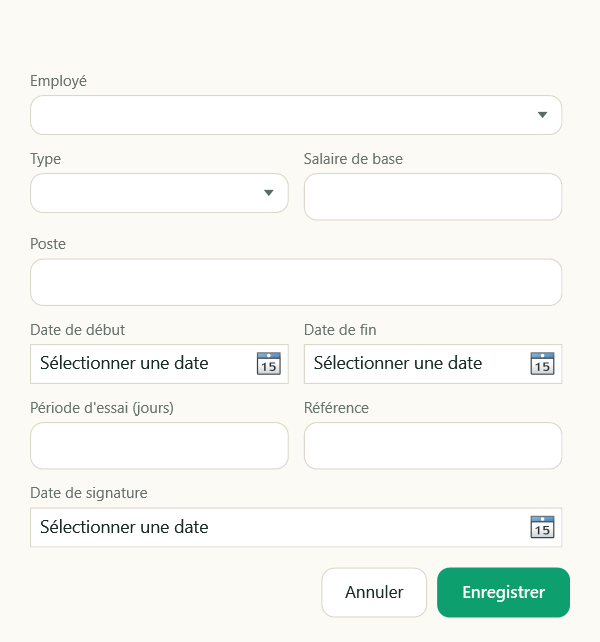 Employé
Type
Salaire de base
Poste
Date de début
Date de fin
Sélectionner une date
15
Sélectionner une date
15
Période d'essai (jours)
Référence
Date de signature
Sélectionner une date
15
Annuler
Enregistrer